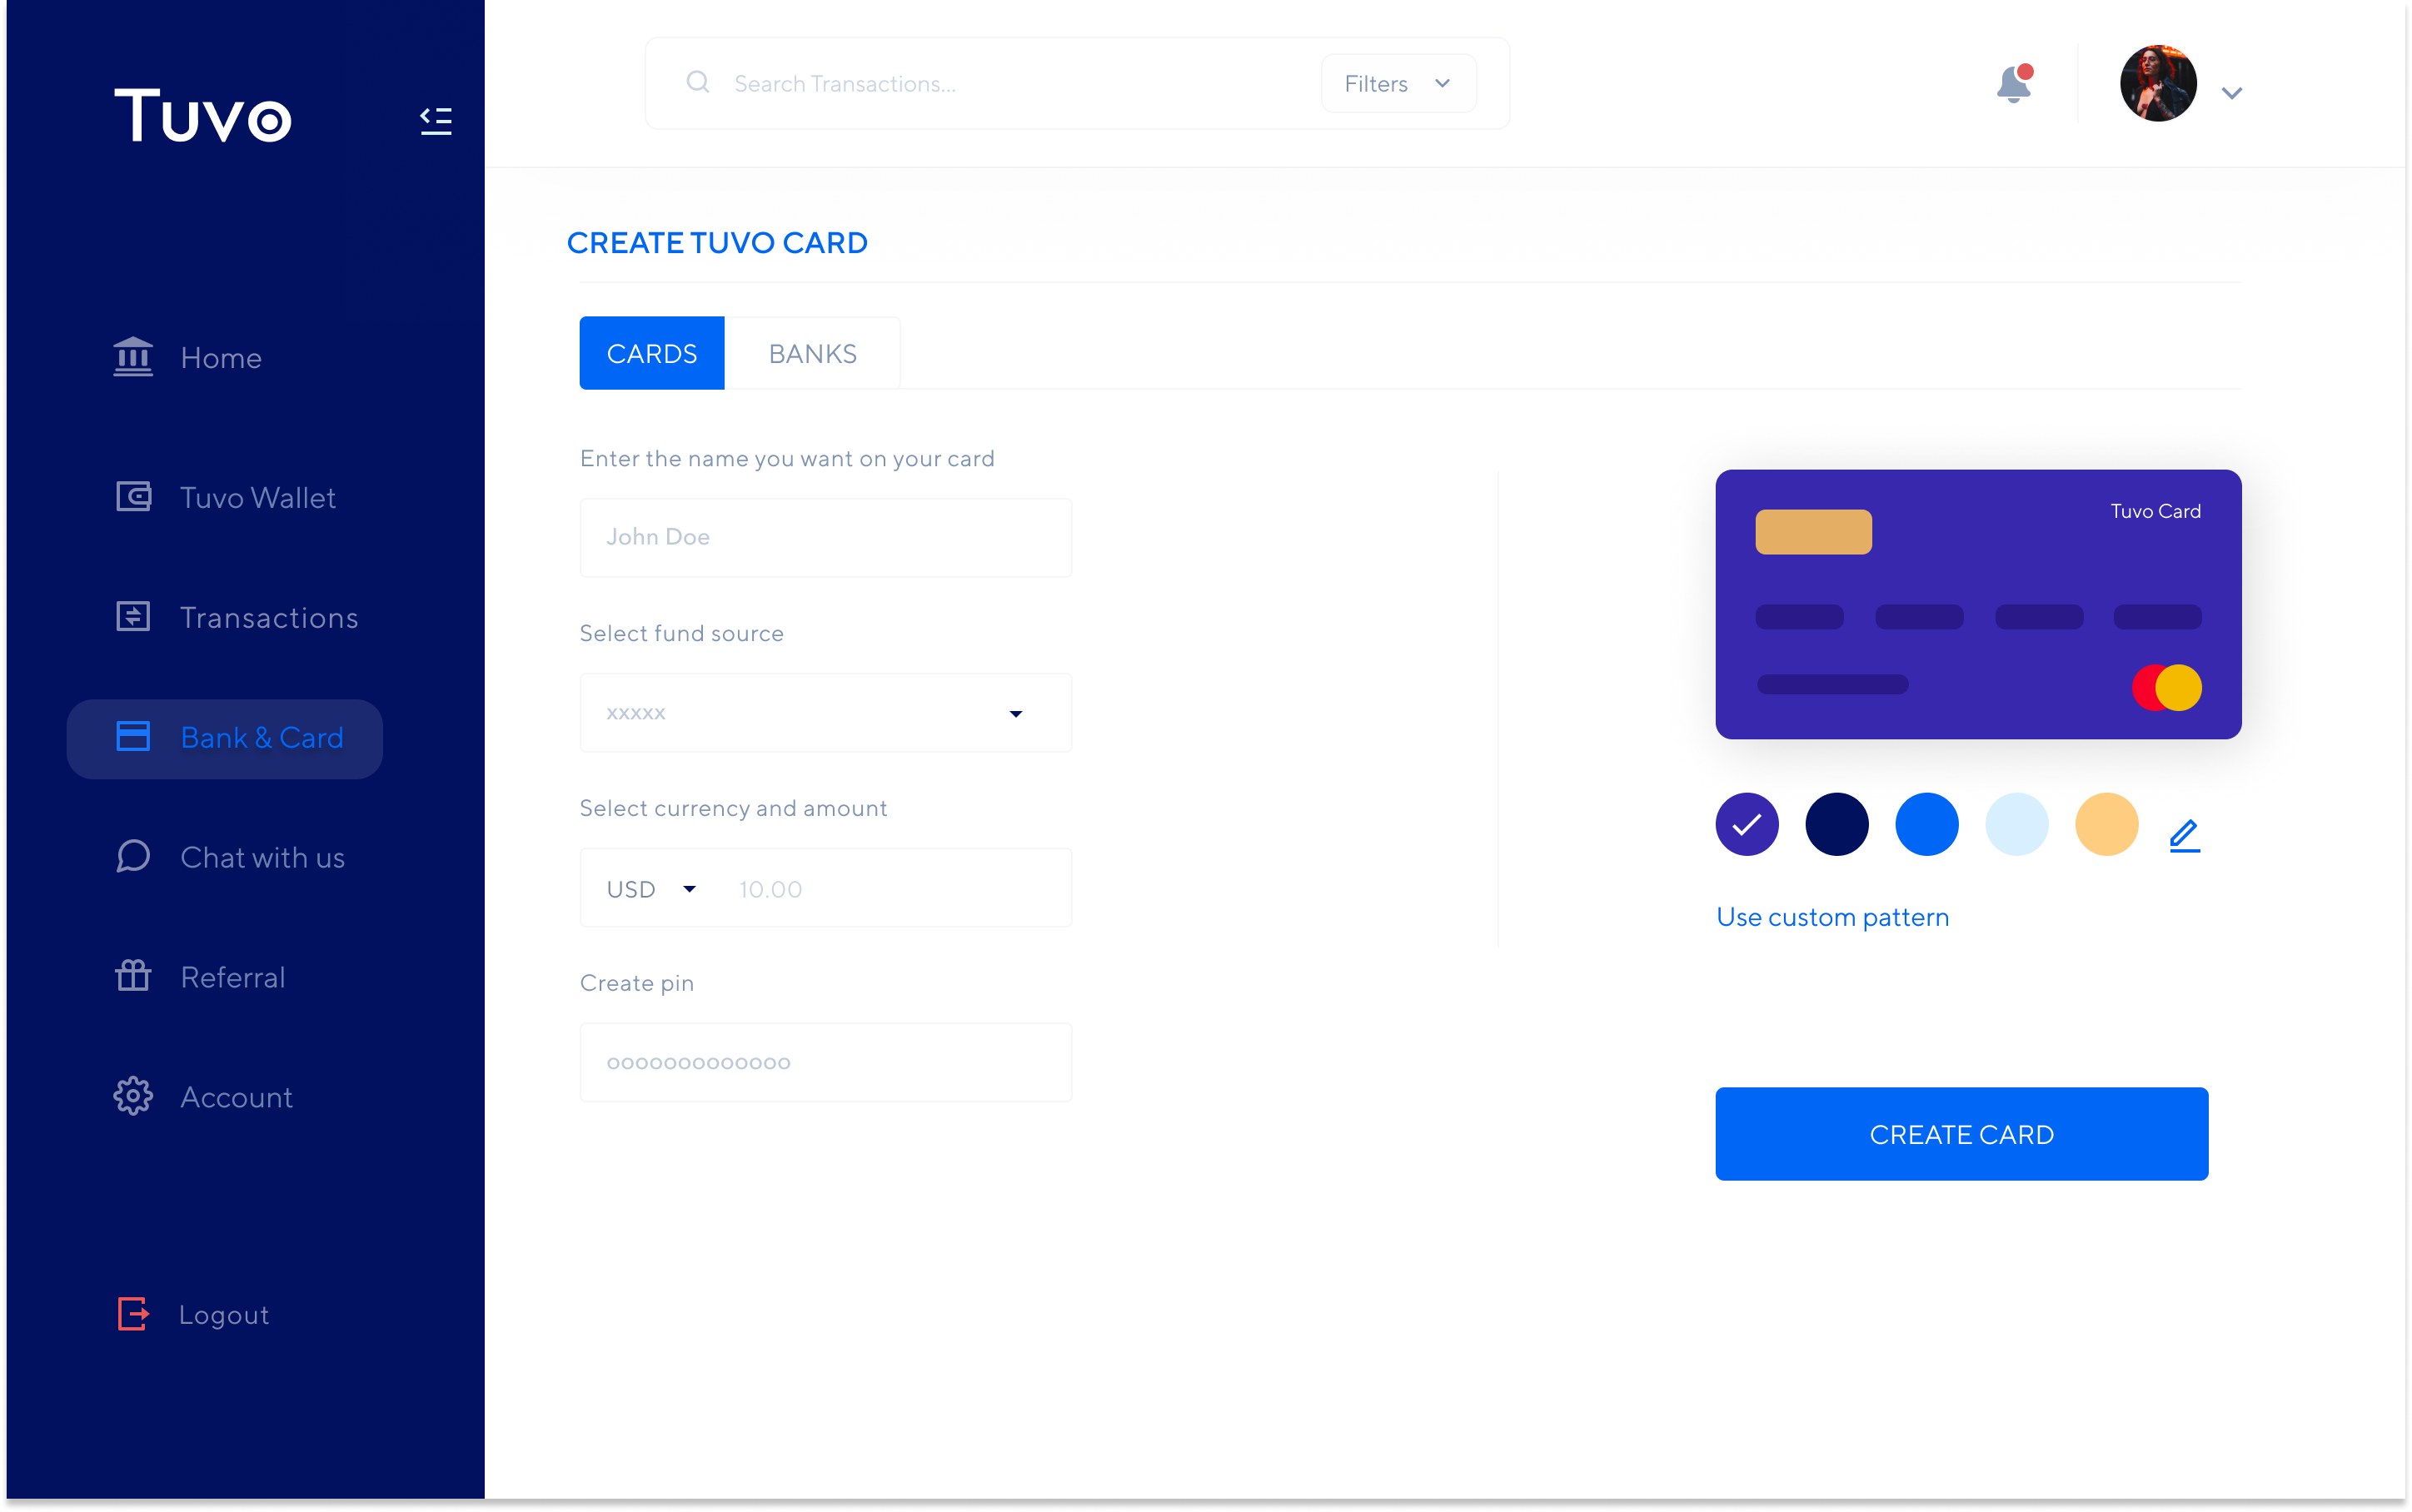 Tuvo
Search Transactions...
Filters
CREATE TUVO CARD
CARDS
BANKS
Home
Tuvo Wallet
Transactions
Bank & Card
Chat with us
Referral
Account
Logout
Enter the name you want on your card
John Doe
Select fund source
xxxxx
Select currency and amount
USD
10.00
Create pin
ooooooooooooo
Tuvo Card
Use custom pattern
CREATE CARD